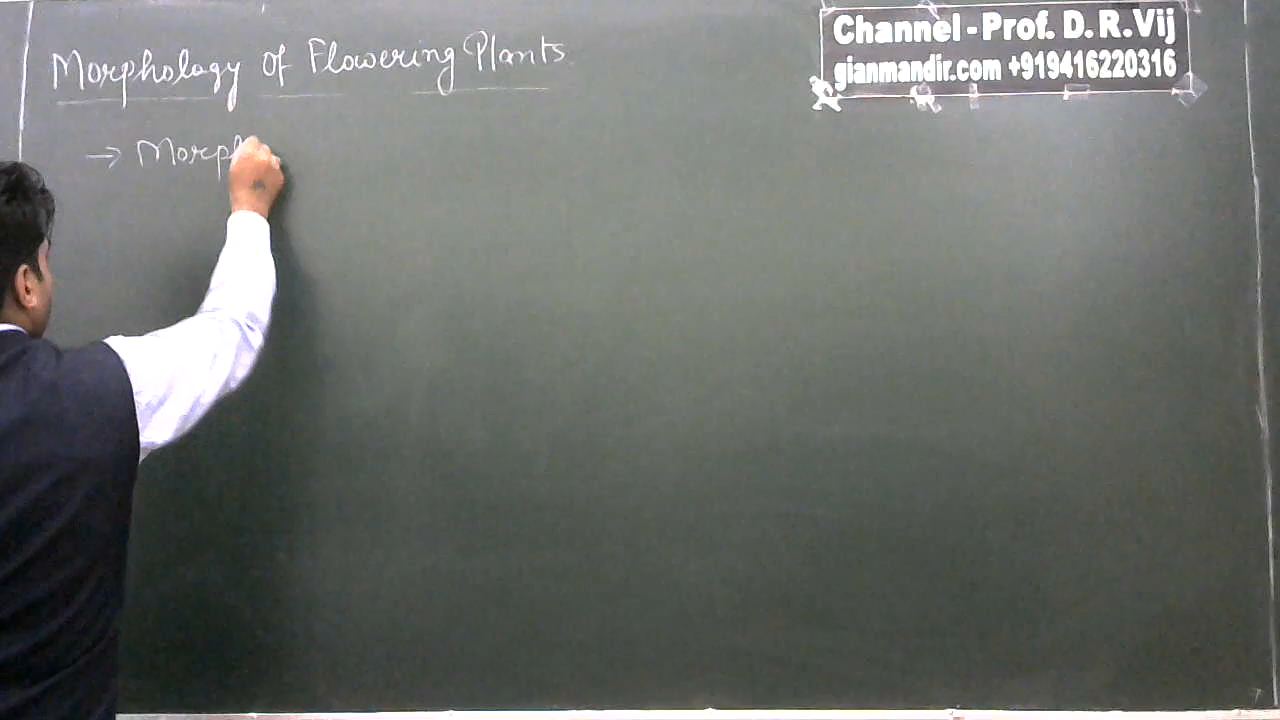 Morphology of Flowering Plants
Channel - Prof. D. R. Vij
gianmandir.com +919416220316
→ Morph